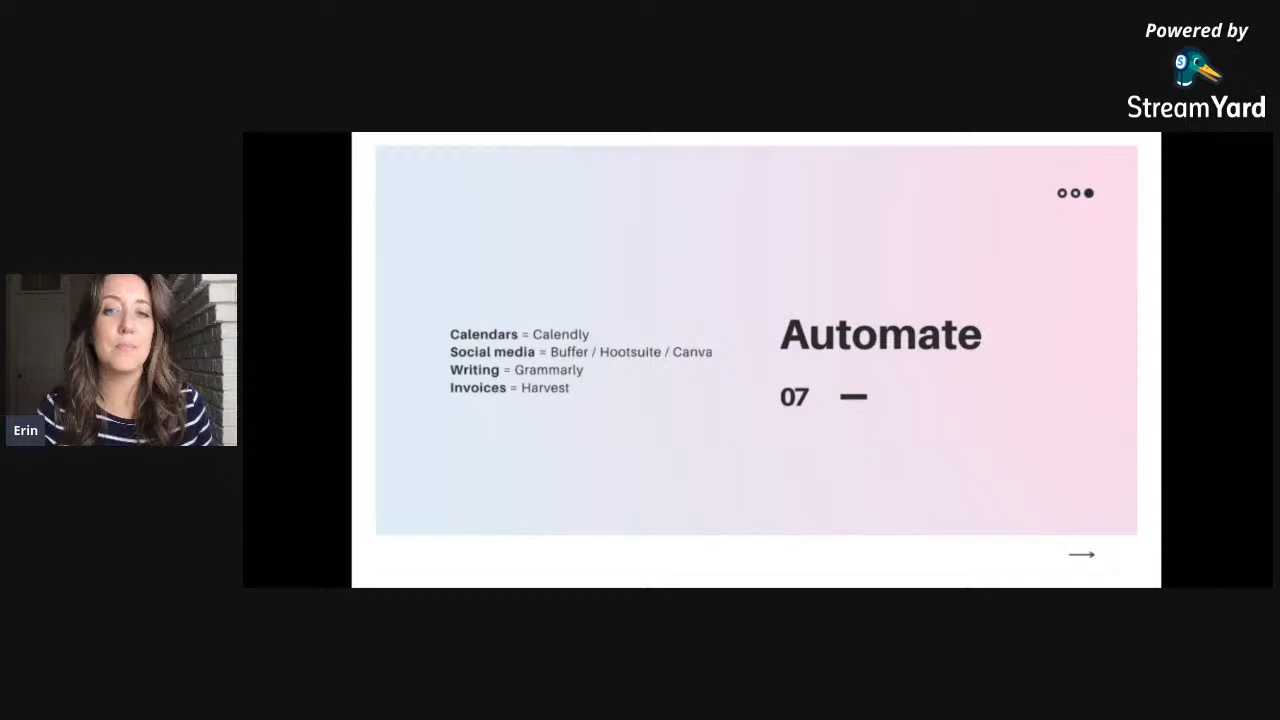 Powered by
StreamYard
Calendars = Calendly
Social media = Buffer / Hootsuite / Canva
Writing = Grammarly
Invoices = Harvest
Automate
07
Erin